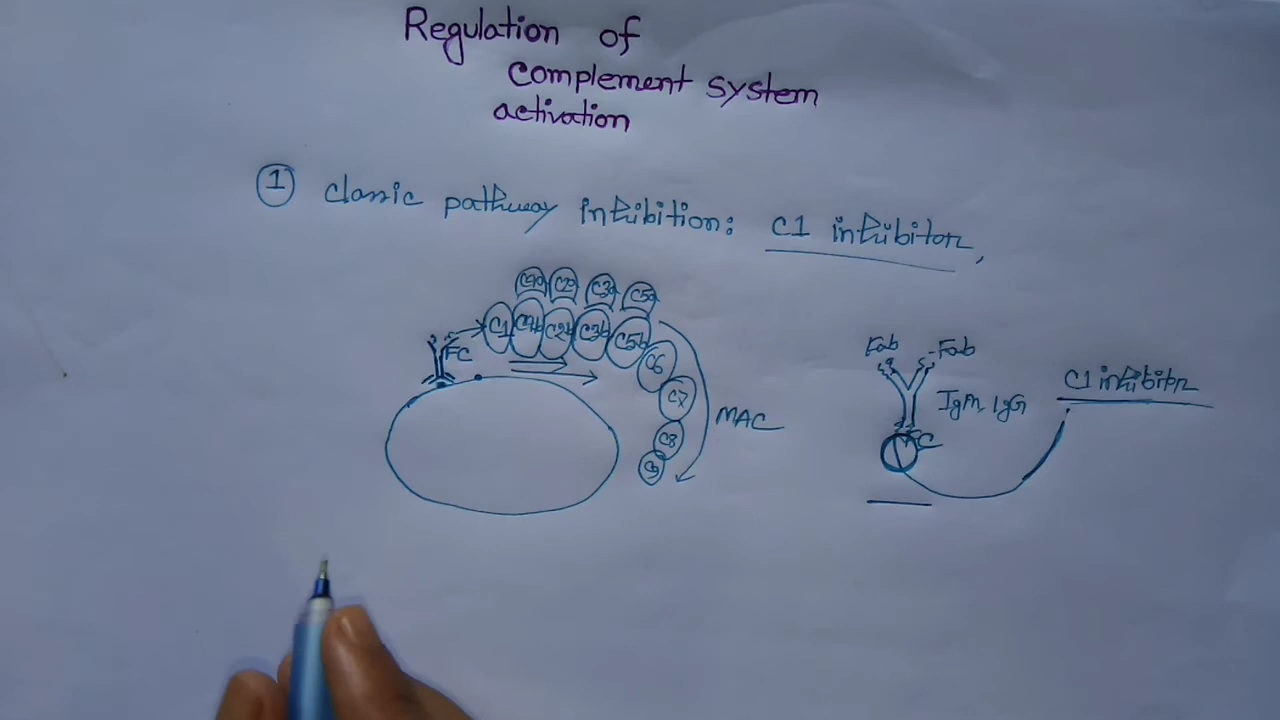 Regulation of
complement system
activation
1 classic pathway inhibition: C1 inhibitor,
C4a C2a C3a C5a
C1 C4b C2b C3b C5b
FC
C6
C7
MAC
C8
C9
Fab Fab
IgM, IgG
C1 inhibitor
FC